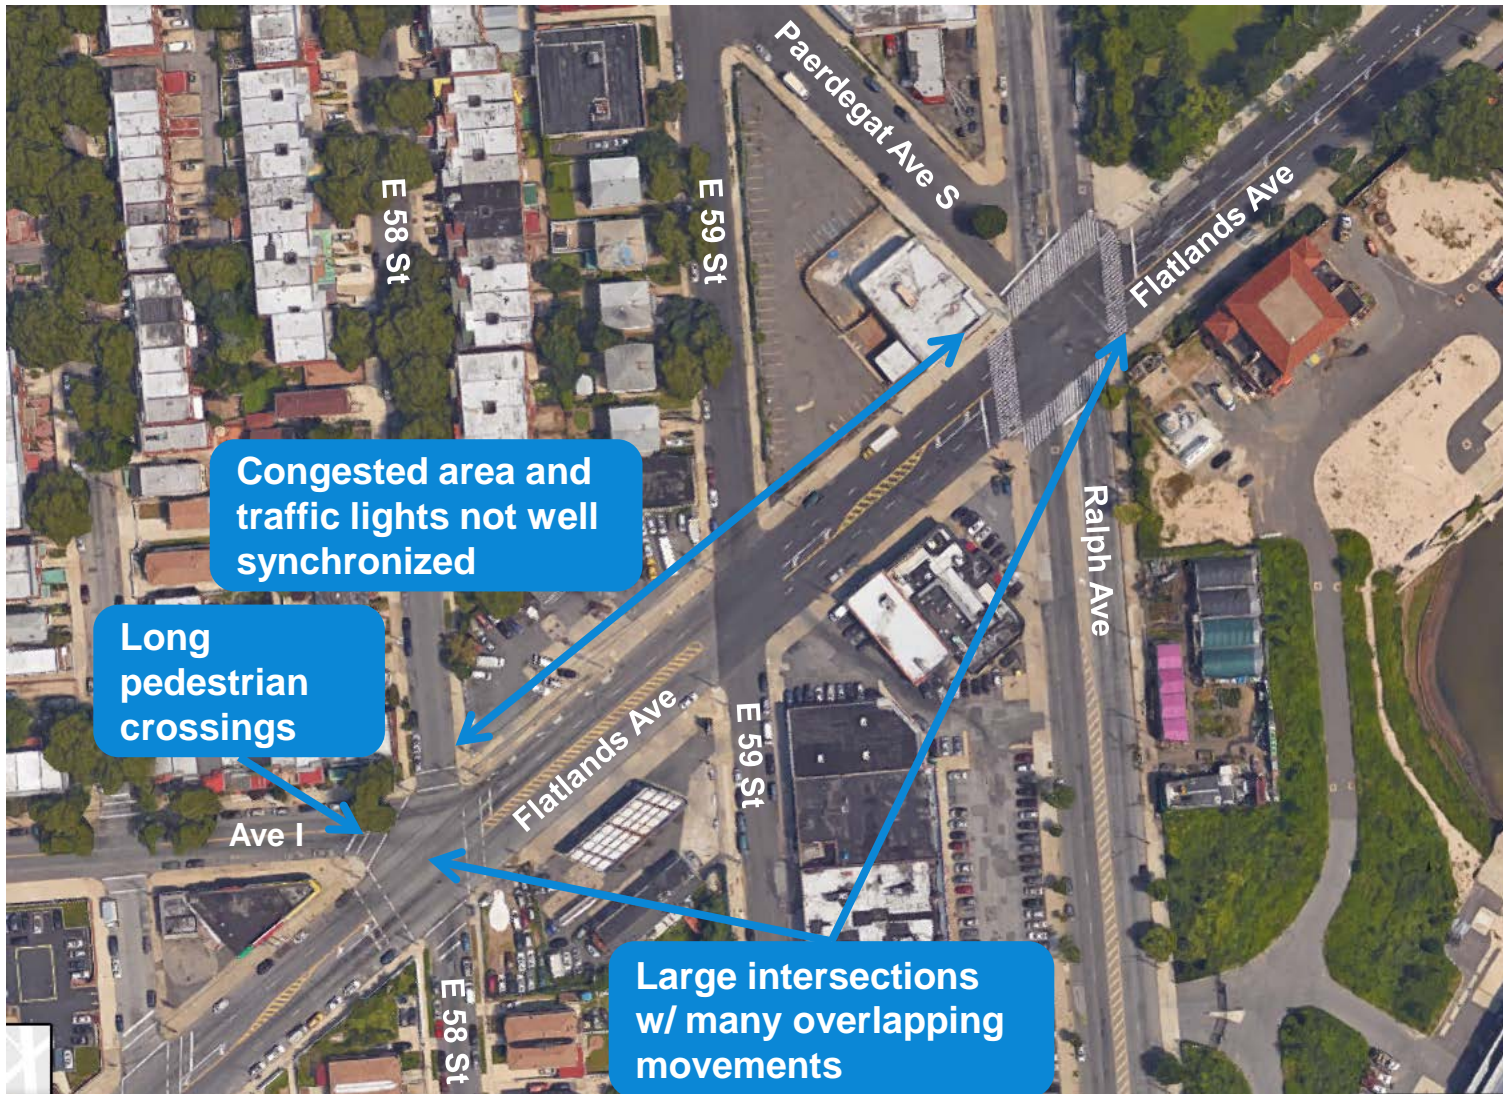 Paerdegat Ave S
E 58 St
E 59 St
Flatlands Ave
Congested area and
traffic lights not well
synchronized
Ralph Ave
Long
pedestrian
crossings
Flatlands Ave
E 59 St
Ave I
Large intersections
w/ many overlapping
movements
E 58 St